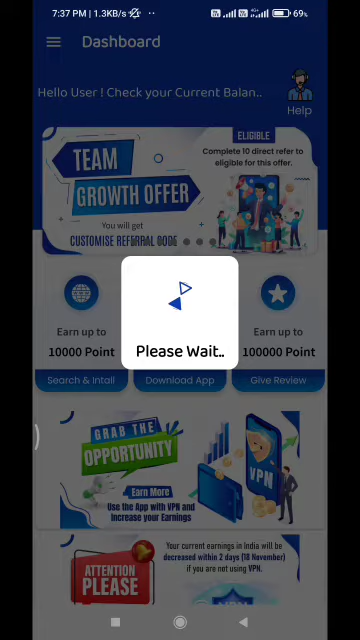 7:37 PM | 1.3KB/s
69%
Dashboard
Hello User ! Check your Current Balan..
Help
ELIGIBLE
TEAM
GROWTH OFFER
Complete 10 direct refer to
eligible for this offer.
You will get
CUSTOMISE REFERRAL CODE
Earn up to
10000 Point
Search & Intall
Please Wait..
Download App
Earn up to
100000 Point
Give Review
GRAB THE
OPPORTUNITY
Earn More
Use the App with VPN and
Increase your Earnings
VPN
ATTENTION
PLEASE
Your current earnings in India will be
decreased within 2 days (18 November)
if you are not using VPN.